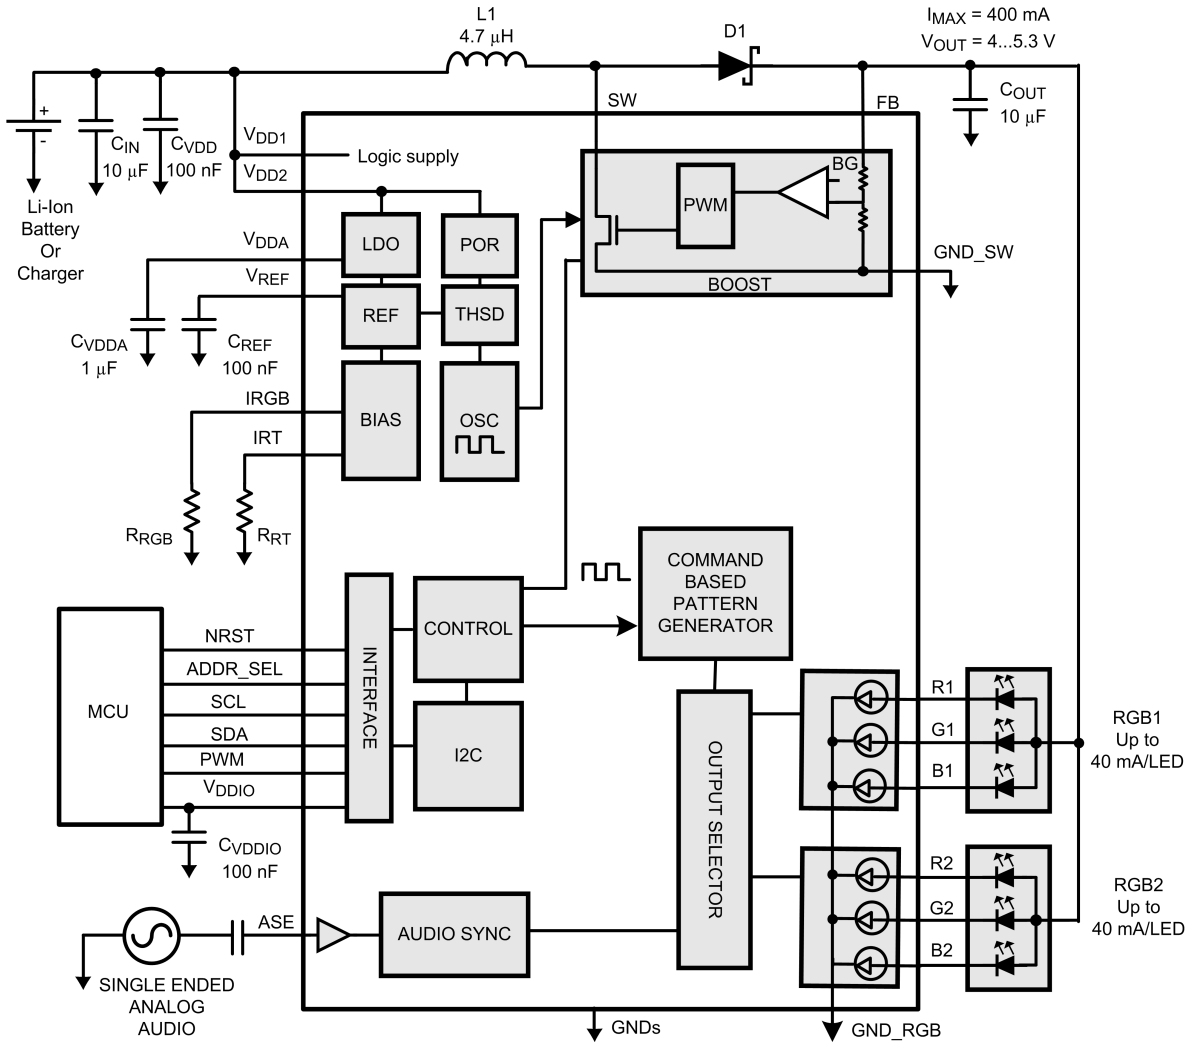 L1
4.7 μH
D1
IMAX = 400 mA
VOUT = 4...5.3 V
SW
FB
COUT
10 μF
+
-
CIN
10 μF
CVDD
100 nF
VDD1
Logic supply
VDD2
Li-Ion
Battery
Or
Charger
BG
PWM
BOOST
GND_SW
LDO
POR
VDDA
VREF
REF
THSD
CVDDA
1 μF
CREF
100 nF
IRGB
BIAS
OSC
IRT
RRGB
RRT
COMMAND
BASED
PATTERN
GENERATOR
MCU
NRST
ADDR_SEL
SCL
SDA
PWM
VDDIO
INTERFACE
CONTROL
I2C
CVDDIO
100 nF
OUTPUT SELECTOR
R1
G1
B1
RGB1
Up to
40 mA/LED
R2
G2
B2
RGB2
Up to
40 mA/LED
ASE
AUDIO SYNC
SINGLE ENDED
ANALOG
AUDIO
GNDs
GND_RGB